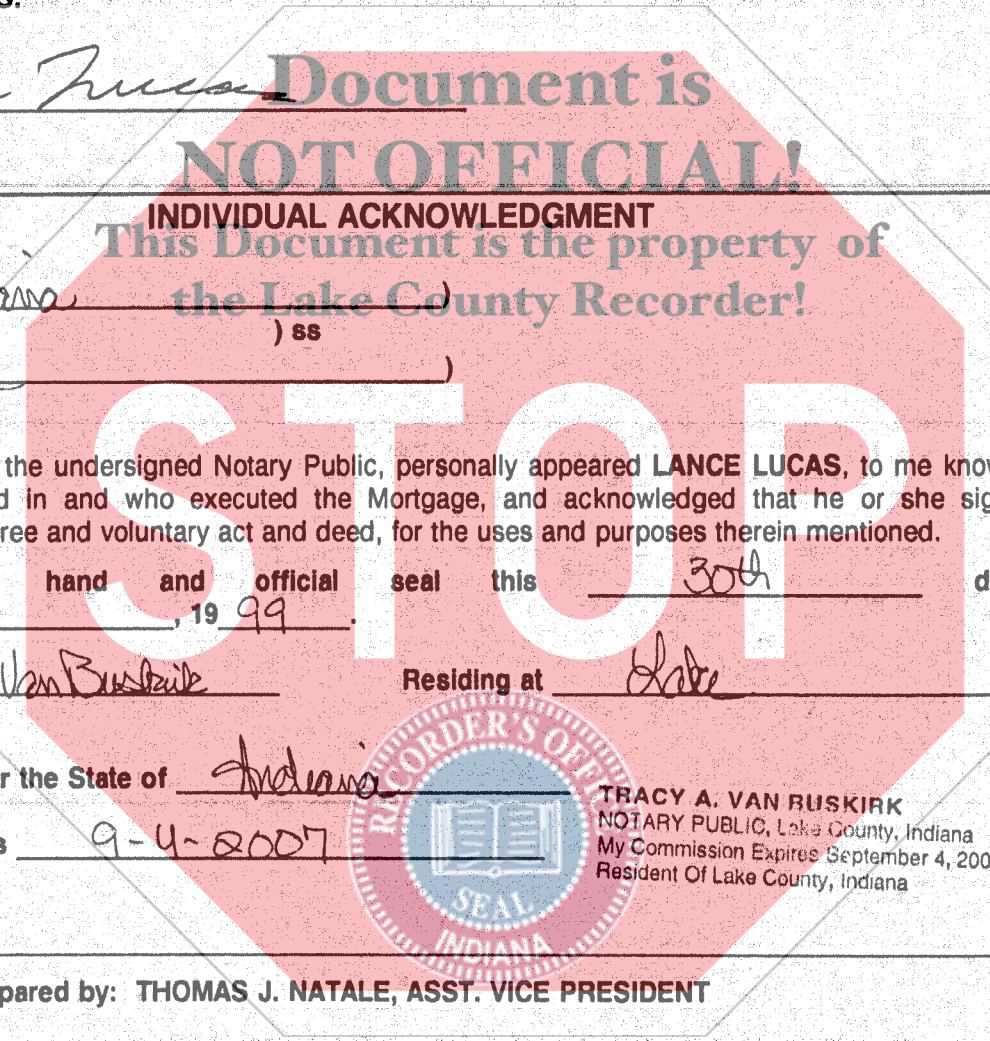 Lucas
Document is
NOT OFFICIAL!
INDIVIDUAL ACKNOWLEDGMENT
This Document is the property of
the Lake County Recorder!
)
) ss
)
STOP
the undersigned Notary Public, personally appeared LANCE LUCAS, to me know
d in and who executed the Mortgage, and acknowledged that he or she sig
ree and voluntary act and deed, for the uses and purposes therein mentioned.
hand and official seal this 30th d
, 19 99.
Van Buskirk Residing at Lake
r the State of Indiana
s 9-4-2007
TRACY A. VAN BUSKIRK
NOTARY PUBLIC, Lake County, Indiana
My Commission Expires September 4, 200
Resident Of Lake County, Indiana
RECORDER'S OFFICE
SEAL
INDIANA
pared by: THOMAS J. NATALE, ASST. VICE PRESIDENT